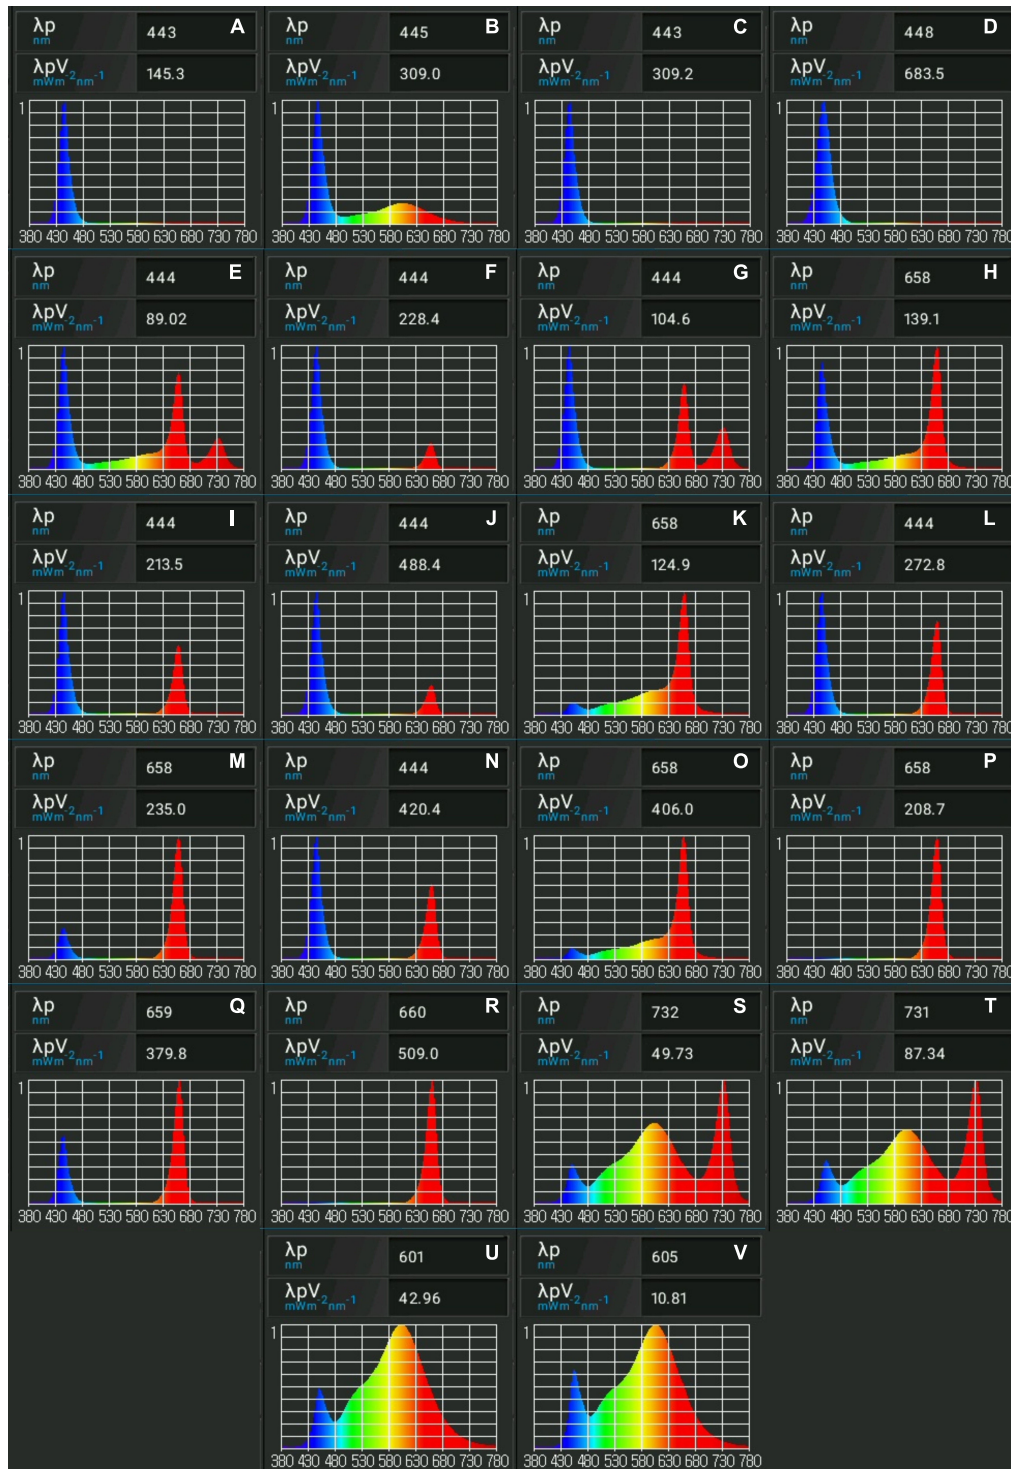 λp 443 A
nm
λpV 145.3
mWm⁻²nm⁻¹
1
380 430 480 530 580 630 680 730 780
λp 445 B
nm
λpV 309.0
mWm⁻²nm⁻¹
1
380 430 480 530 580 630 680 730 780
λp 443 C
nm
λpV 309.2
mWm⁻²nm⁻¹
1
380 430 480 530 580 630 680 730 780
λp 448 D
nm
λpV 683.5
mWm⁻²nm⁻¹
1
380 430 480 530 580 630 680 730 780
λp 444 E
nm
λpV 89.02
mWm⁻²nm⁻¹
1
380 430 480 530 580 630 680 730 780
λp 444 F
nm
λpV 228.4
mWm⁻²nm⁻¹
1
380 430 480 530 580 630 680 730 780
λp 444 G
nm
λpV 104.6
mWm⁻²nm⁻¹
1
380 430 480 530 580 630 680 730 780
λp 658 H
nm
λpV 139.1
mWm⁻²nm⁻¹
1
380 430 480 530 580 630 680 730 780
λp 444 I
nm
λpV 213.5
mWm⁻²nm⁻¹
1
380 430 480 530 580 630 680 730 780
λp 444 J
nm
λpV 488.4
mWm⁻²nm⁻¹
1
380 430 480 530 580 630 680 730 780
λp 658 K
nm
λpV 124.9
mWm⁻²nm⁻¹
1
380 430 480 530 580 630 680 730 780
λp 444 L
nm
λpV 272.8
mWm⁻²nm⁻¹
1
380 430 480 530 580 630 680 730 780
λp 658 M
nm
λpV 235.0
mWm⁻²nm⁻¹
1
380 430 480 530 580 630 680 730 780
λp 444 N
nm
λpV 420.4
mWm⁻²nm⁻¹
1
380 430 480 530 580 630 680 730 780
λp 658 O
nm
λpV 406.0
mWm⁻²nm⁻¹
1
380 430 480 530 580 630 680 730 780
λp 658 P
nm
λpV 208.7
mWm⁻²nm⁻¹
1
380 430 480 530 580 630 680 730 780
λp 659 Q
nm
λpV 379.8
mWm⁻²nm⁻¹
1
380 430 480 530 580 630 680 730 780
λp 660 R
nm
λpV 509.0
mWm⁻²nm⁻¹
1
380 430 480 530 580 630 680 730 780
λp 732 S
nm
λpV 49.73
mWm⁻²nm⁻¹
1
380 430 480 530 580 630 680 730 780
λp 731 T
nm
λpV 87.34
mWm⁻²nm⁻¹
1
380 430 480 530 580 630 680 730 780
λp 601 U
nm
λpV 42.96
mWm⁻²nm⁻¹
1
380 430 480 530 580 630 680 730 780
λp 605 V
nm
λpV 10.81
mWm⁻²nm⁻¹
1
380 430 480 530 580 630 680 730 780